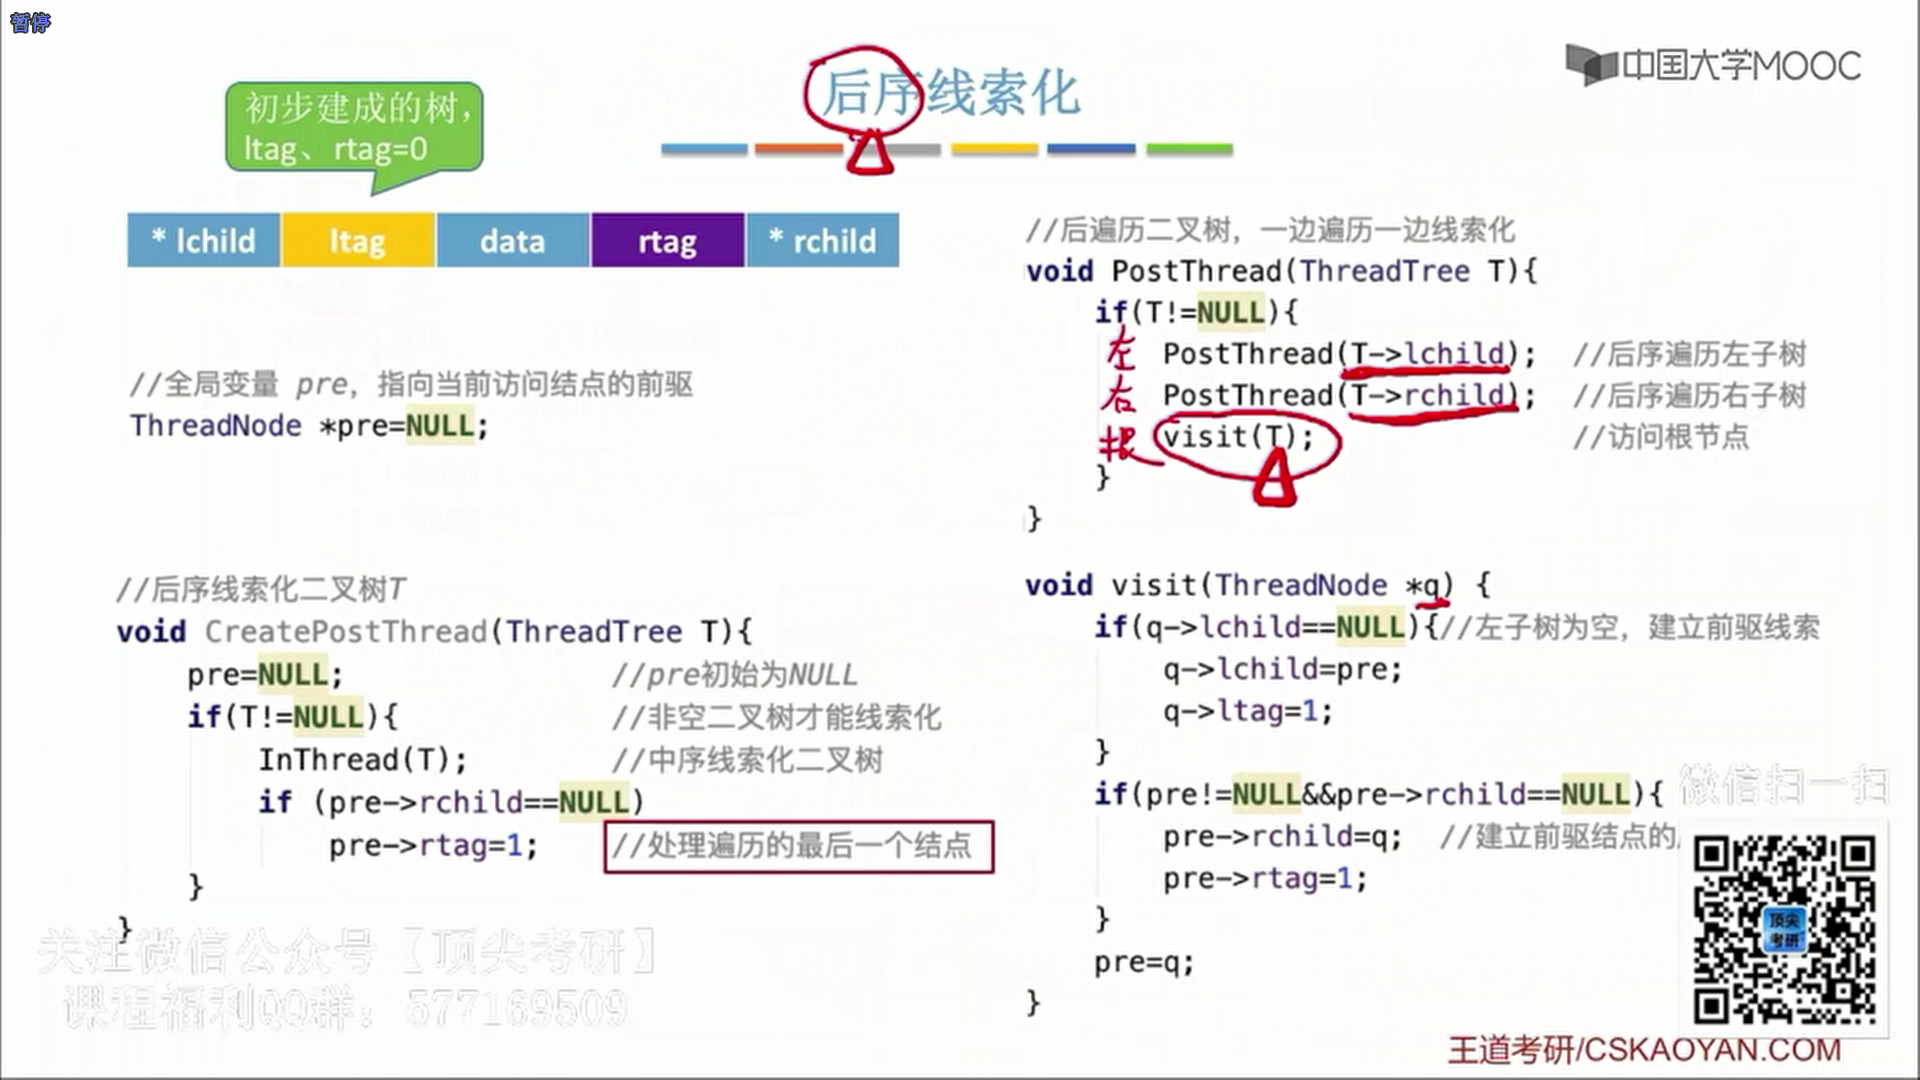 暂停
后序线索化
中国大学MOOC
初步建成的树，
ltag、rtag=0
* lchild ltag data rtag * rchild
//全局变量 pre，指向当前访问结点的前驱
ThreadNode *pre=NULL;
//后序线索化二叉树T
void CreatePostThread(ThreadTree T){
pre=NULL; //pre初始为NULL
if(T!=NULL){ //非空二叉树才能线索化
InThread(T); //中序线索化二叉树
if (pre->rchild==NULL)
pre->rtag=1; //处理遍历的最后一个结点
}
}
//后遍历二叉树，一边遍历一边线索化
void PostThread(ThreadTree T){
if(T!=NULL){
左 PostThread(T->lchild); //后序遍历左子树
右 PostThread(T->rchild); //后序遍历右子树
根 visit(T); //访问根节点
}
}
void visit(ThreadNode *q) {
if(q->lchild==NULL){//左子树为空，建立前驱线索
q->lchild=pre;
q->ltag=1;
}
if(pre!=NULL&&pre->rchild==NULL){
pre->rchild=q; //建立前驱结点的
pre->rtag=1;
}
pre=q;
}
微信扫一扫
顶尖
考研
关注微信公众号【顶尖考研】
课程福利QQ群：577169509
王道考研/CSKAOYAN.COM